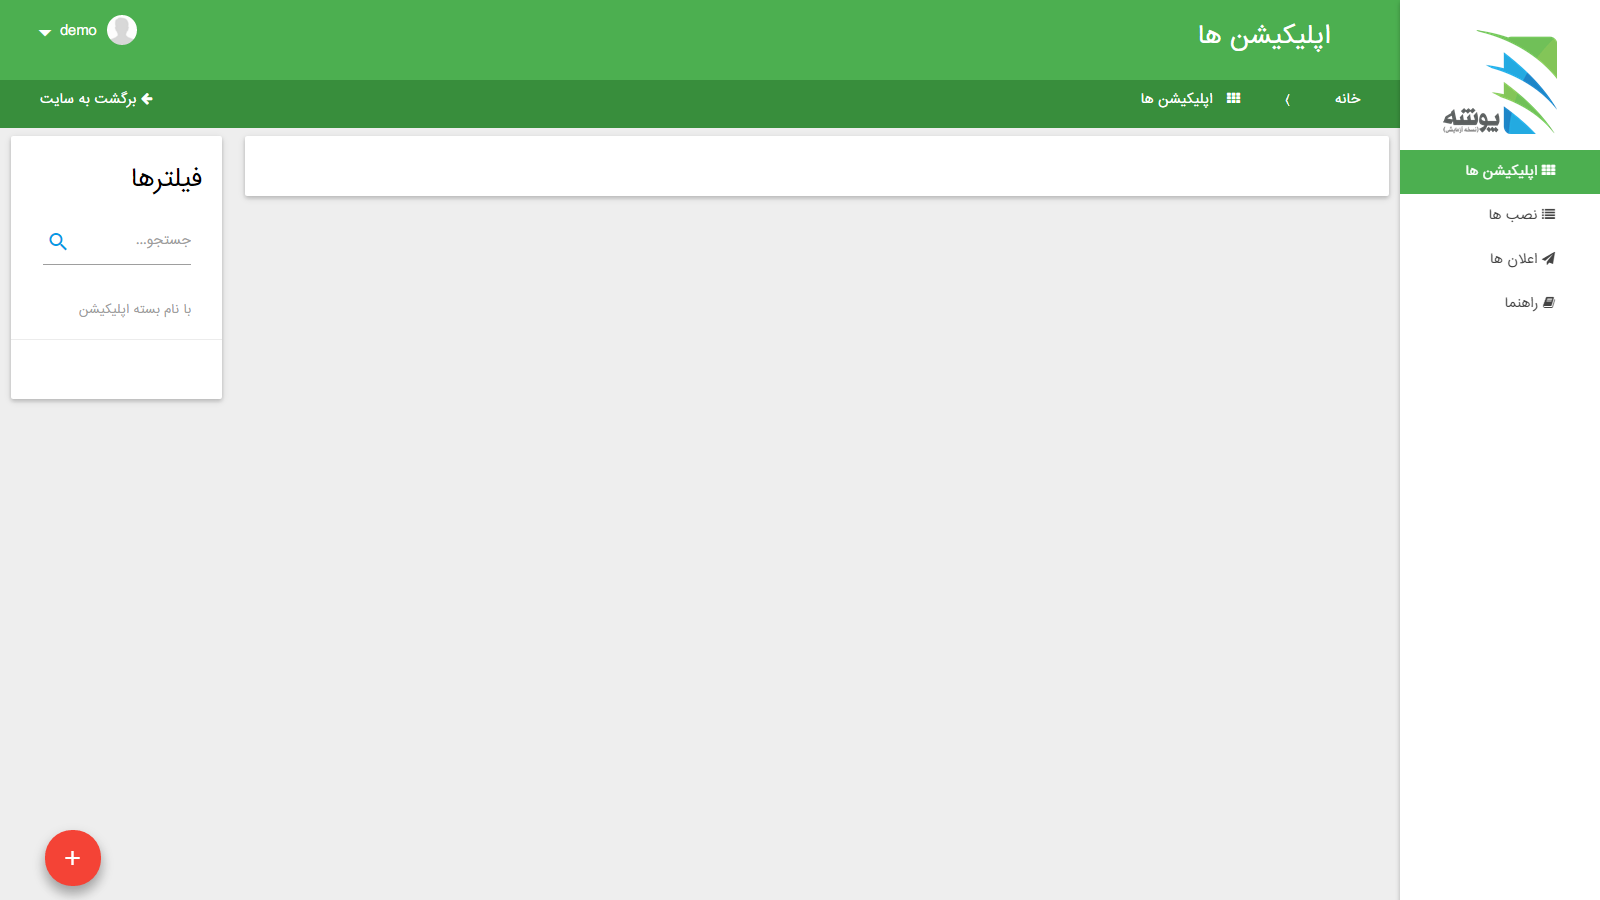 پوشه
(نسخه آزمایشی)
اپلیکیشن ها
نصب ها
اعلان ها
راهنما
اپلیکیشن ها
demo
خانه
⟩
اپلیکیشن ها
برگشت به سایت
فیلترها
جستجو...
با نام بسته اپلیکیشن
+